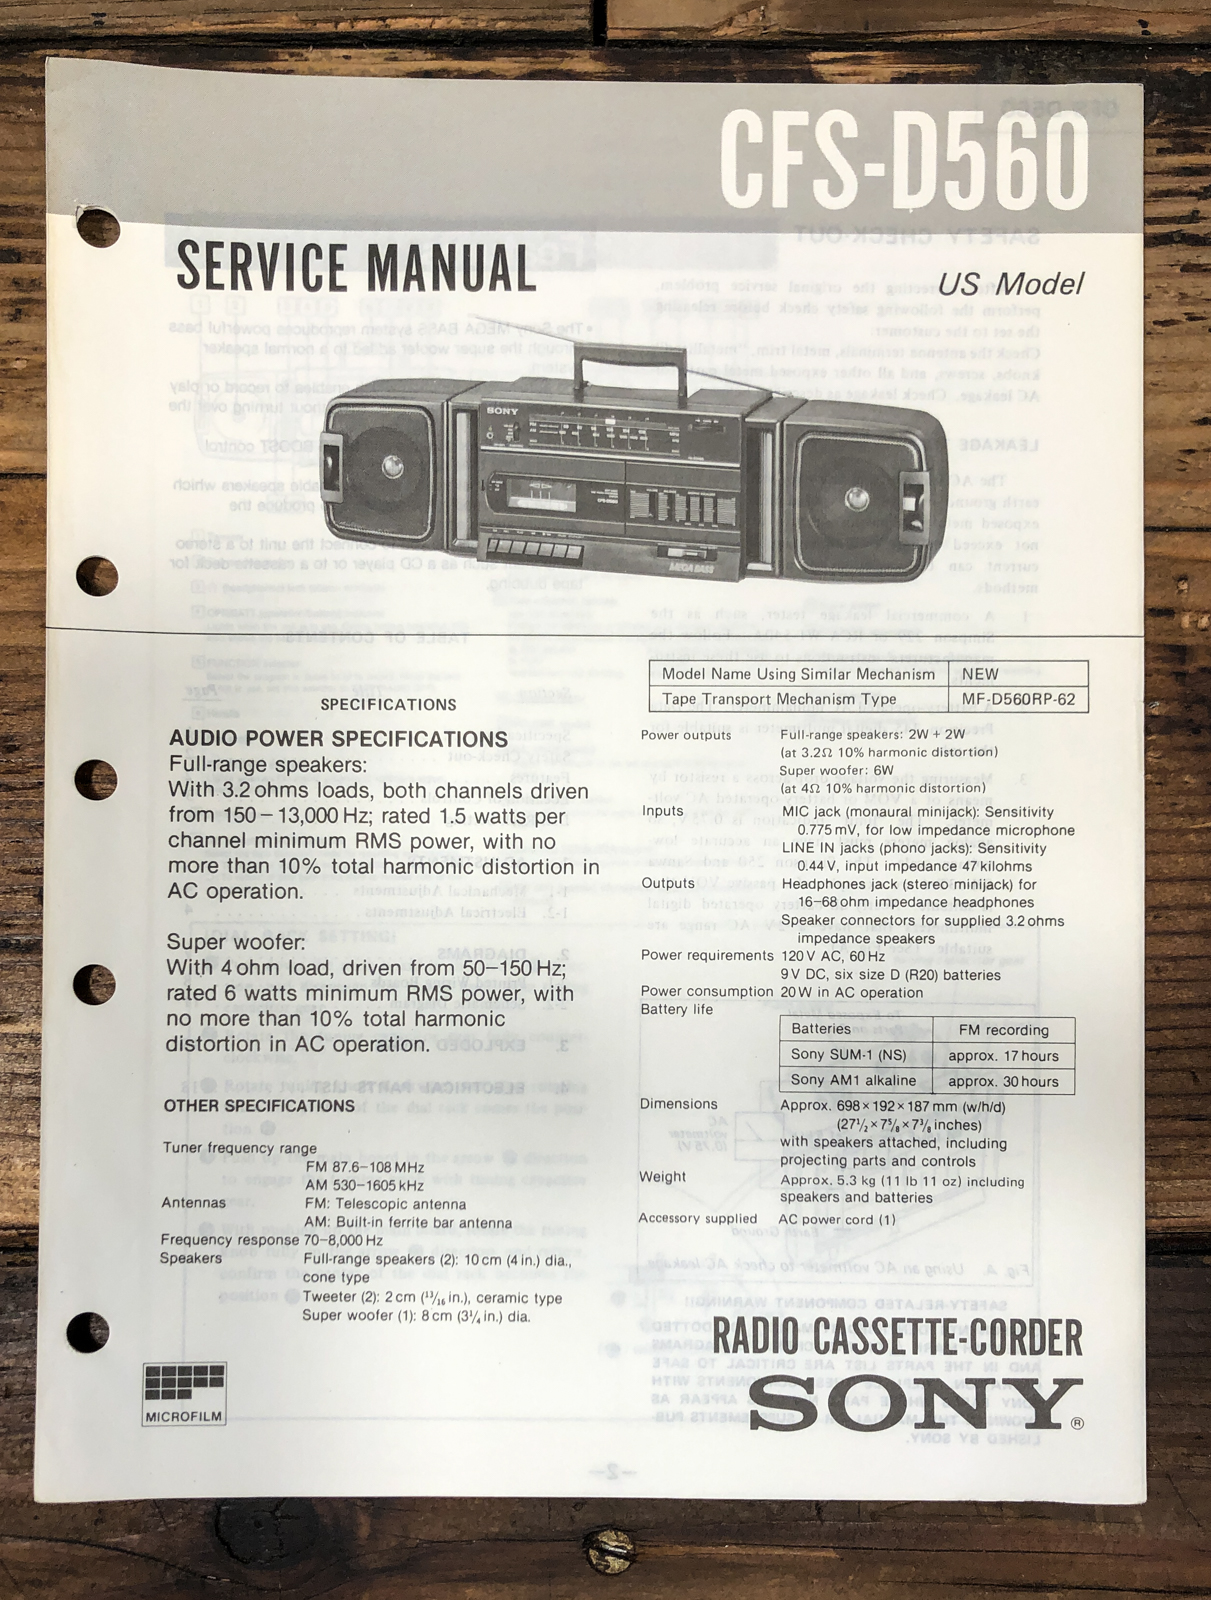 CFS-D560
SERVICE MANUAL
US Model
SONY
MEGA BASS
SPECIFICATIONS
AUDIO POWER SPECIFICATIONS
Full-range speakers:
With 3.2 ohms loads, both channels driven
from 150 – 13,000 Hz; rated 1.5 watts per
channel minimum RMS power, with no
more than 10% total harmonic distortion in
AC operation.
Super woofer:
With 4 ohm load, driven from 50–150 Hz;
rated 6 watts minimum RMS power, with
no more than 10% total harmonic
distortion in AC operation.
OTHER SPECIFICATIONS
Tuner frequency range
FM 87.6–108 MHz
AM 530–1605 kHz
Antennas FM: Telescopic antenna
AM: Built-in ferrite bar antenna
Frequency response 70–8,000 Hz
Speakers Full-range speakers (2): 10 cm (4 in.) dia.,
cone type
Tweeter (2): 2 cm (13/16 in.), ceramic type
Super woofer (1): 8 cm (3 1/4 in.) dia.
MICROFILM
Model Name Using Similar Mechanism NEW
Tape Transport Mechanism Type MF-D560RP-62
Power outputs Full-range speakers: 2W + 2W
(at 3.2Ω 10% harmonic distortion)
Super woofer: 6W
(at 4Ω 10% harmonic distortion)
Inputs MIC jack (monaural minijack): Sensitivity
0.775 mV, for low impedance microphone
LINE IN jacks (phono jacks): Sensitivity
0.44 V, input impedance 47 kilohms
Outputs Headphones jack (stereo minijack) for
16–68 ohm impedance headphones
Speaker connectors for supplied 3.2 ohms
impedance speakers
Power requirements 120 V AC, 60 Hz
9 V DC, six size D (R20) batteries
Power consumption 20 W in AC operation
Battery life
Batteries FM recording
Sony SUM-1 (NS) approx. 17 hours
Sony AM1 alkaline approx. 30 hours
Dimensions Approx. 698 × 192 × 187 mm (w/h/d)
(27 1/2 × 7 5/8 × 7 3/8 inches)
with speakers attached, including
projecting parts and controls
Weight Approx. 5.3 kg (11 lb 11 oz) including
speakers and batteries
Accessory supplied AC power cord (1)
RADIO CASSETTE-CORDER
SONY®